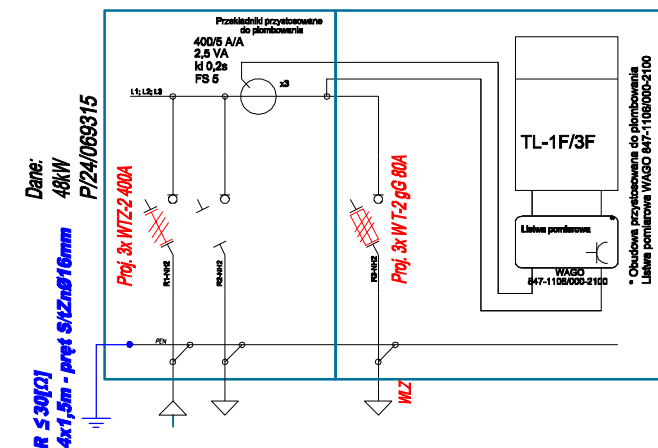 Przekładniki przystosowane
do plombowania
400/5 A/A
2,5 VA
kl 0,2s
FS 5
x3
L1; L2; L3
TL-1F/3F
Listwa pomiarowa
*
WAGO
847-1106/000-2100
* Obudowa przystosowana do plombowania
Listwa pomiarowa WAGO 847-1106/000-2100
Dane:
48kW
P/24/069315
Proj. 3x WTZ-2 400A
R1-NH2
R2-NH2
Proj. 3x WT-2 gG 80A
R3-NH2
PEN
WLZ
R ≤30[Ω]
4x1,5m - pręt S/tZnØ16mm